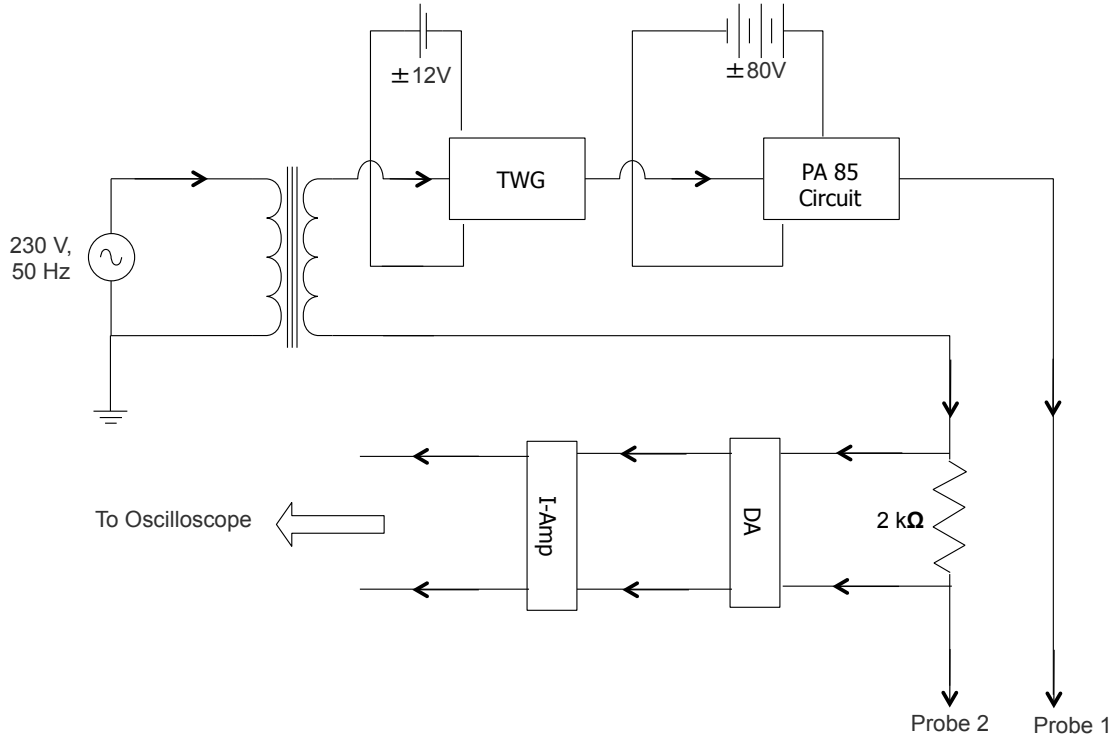 ±12V
±80V
TWG
PA 85
Circuit
230 V,
50 Hz
To Oscilloscope
I-Amp
DA
2 kΩ
Probe 2
Probe 1